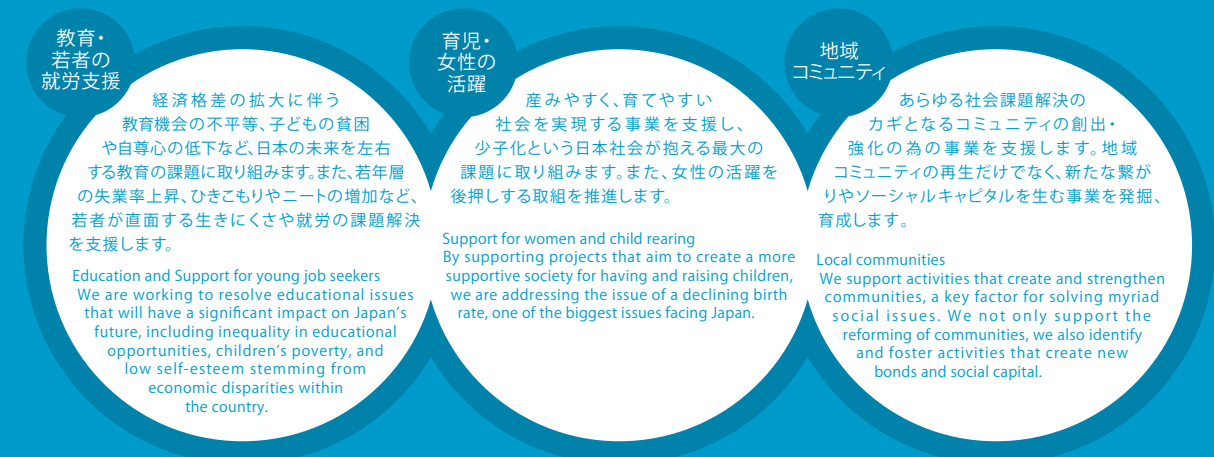 教育・
若者の
就労支援
経済格差の拡大に伴う
教育機会の不平等、子どもの貧困
や自尊心の低下など、日本の未来を左右
する教育の課題に取り組みます。また、若年層
の失業率上昇、ひきこもりやニートの増加など、
若者が直面する生きにくさや就労の課題解決
を支援します。
Education and Support for young job seekers
We are working to resolve educational issues
that will have a significant impact on Japan's
future, including inequality in educational
opportunities, children's poverty, and
low self-esteem stemming from
economic disparities within
the country.
育児・
女性の
活躍
産みやすく、育てやすい
社会を実現する事業を支援し、
少子化という日本社会が抱える最大の
課題に取り組みます。また、女性の活躍を
後押しする取組を推進します。
Support for women and child rearing
By supporting projects that aim to create a more
supportive society for having and raising children,
we are addressing the issue of a declining birth
rate, one of the biggest issues facing Japan.
地域
コミュニティ
あらゆる社会課題解決の
カギとなるコミュニティの創出・
強化の為の事業を支援します。地域
コミュニティの再生だけでなく、新たな繋が
りやソーシャルキャピタルを生む事業を発掘、
育成します。
Local communities
We support activities that create and strengthen
communities, a key factor for solving myriad
social issues. We not only support the
reforming of communities, we also identify
and foster activities that create new
bonds and social capital.